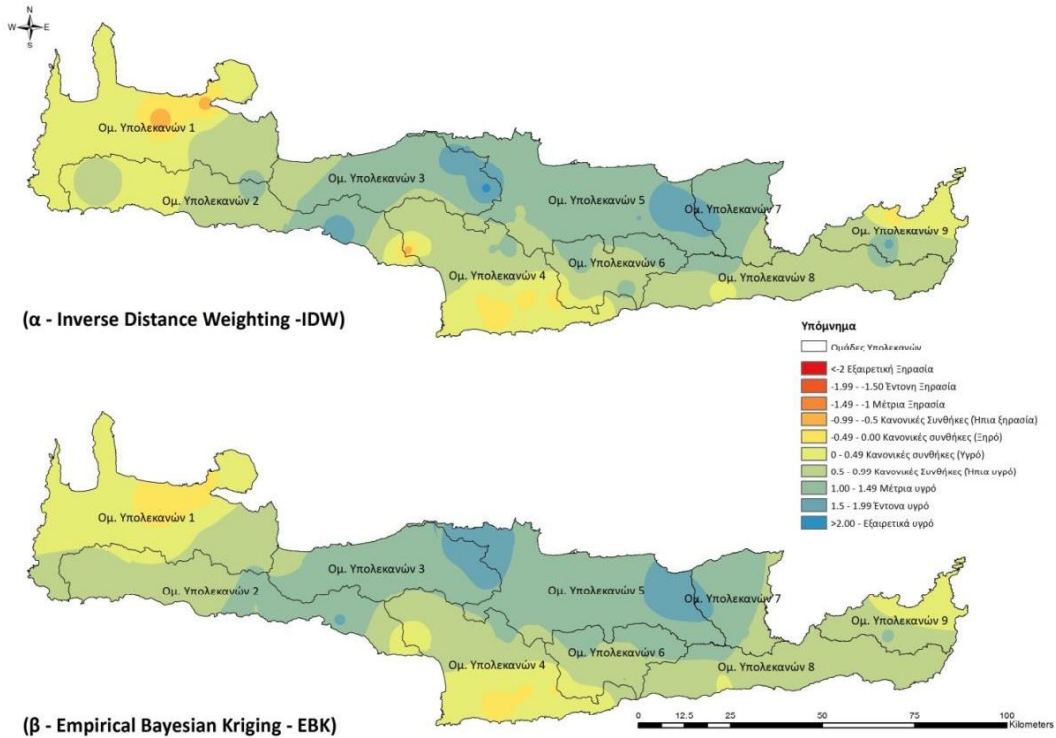 N
W E
S
Ομ. Υπολεκανών 1
Ομ. Υπολεκανών 2
Ομ. Υπολεκανών 3
Ομ. Υπολεκανών 4
Ομ. Υπολεκανών 5
Ομ. Υπολεκανών 6
Ομ. Υπολεκανών 7
Ομ. Υπολεκανών 8
Ομ. Υπολεκανών 9
(α - Inverse Distance Weighting -IDW)
Υπόμνημα
Ομάδες Υπολεκανών
<-2 Εξαιρετική Ξηρασία
-1.99 - -1.50 Έντονη Ξηρασία
-1.49 - -1 Μέτρια Ξηρασία
-0.99 - -0.5 Κανονικές Συνθήκες (Ήπια ξηρασία)
-0.49 - 0.00 Κανονικές συνθήκες (Ξηρό)
0 - 0.49 Κανονικές συνθήκες (Υγρό)
0.5 - 0.99 Κανονικές Συνθήκες (Ήπια υγρό)
1.00 - 1.49 Μέτρια υγρό
1.5 - 1.99 Έντονα υγρό
>2.00 - Εξαιρετικά υγρό
Ομ. Υπολεκανών 1
Ομ. Υπολεκανών 2
Ομ. Υπολεκανών 3
Ομ. Υπολεκανών 4
Ομ. Υπολεκανών 5
Ομ. Υπολεκανών 6
Ομ. Υπολεκανών 7
Ομ. Υπολεκανών 8
Ομ. Υπολεκανών 9
(β - Empirical Bayesian Kriging - EBK)
0 12.5 25 50 75 100
Kilometers